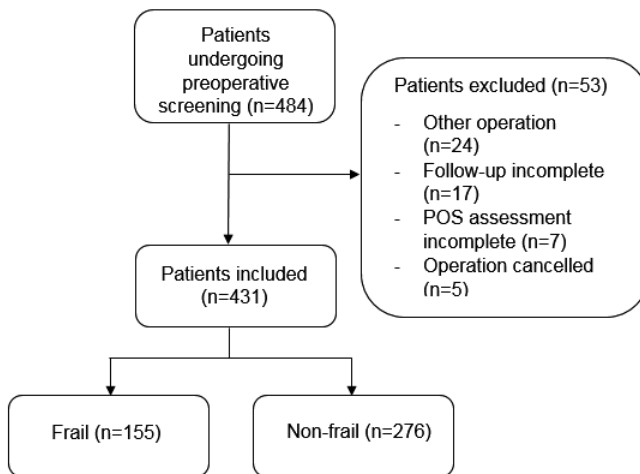 Patients
undergoing
preoperative
screening (n=484)
Patients excluded (n=53)
- Other operation
(n=24)
- Follow-up incomplete
(n=17)
- POS assessment
incomplete (n=7)
- Operation cancelled
(n=5)
Patients included
(n=431)
Frail (n=155)
Non-frail (n=276)